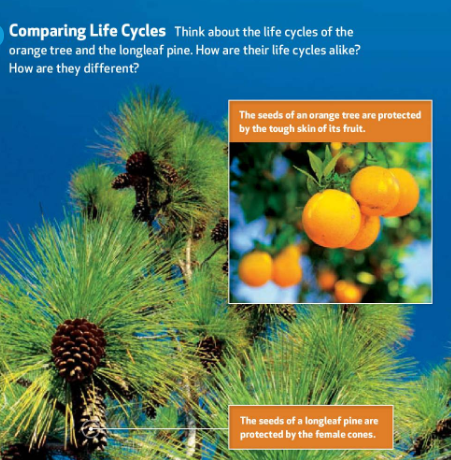 Comparing Life Cycles Think about the life cycles of the
orange tree and the longleaf pine. How are their life cycles alike?
How are they different?
The seeds of an orange tree are protected
by the tough skin of its fruit.
The seeds of a longleaf pine are
protected by the female cones.